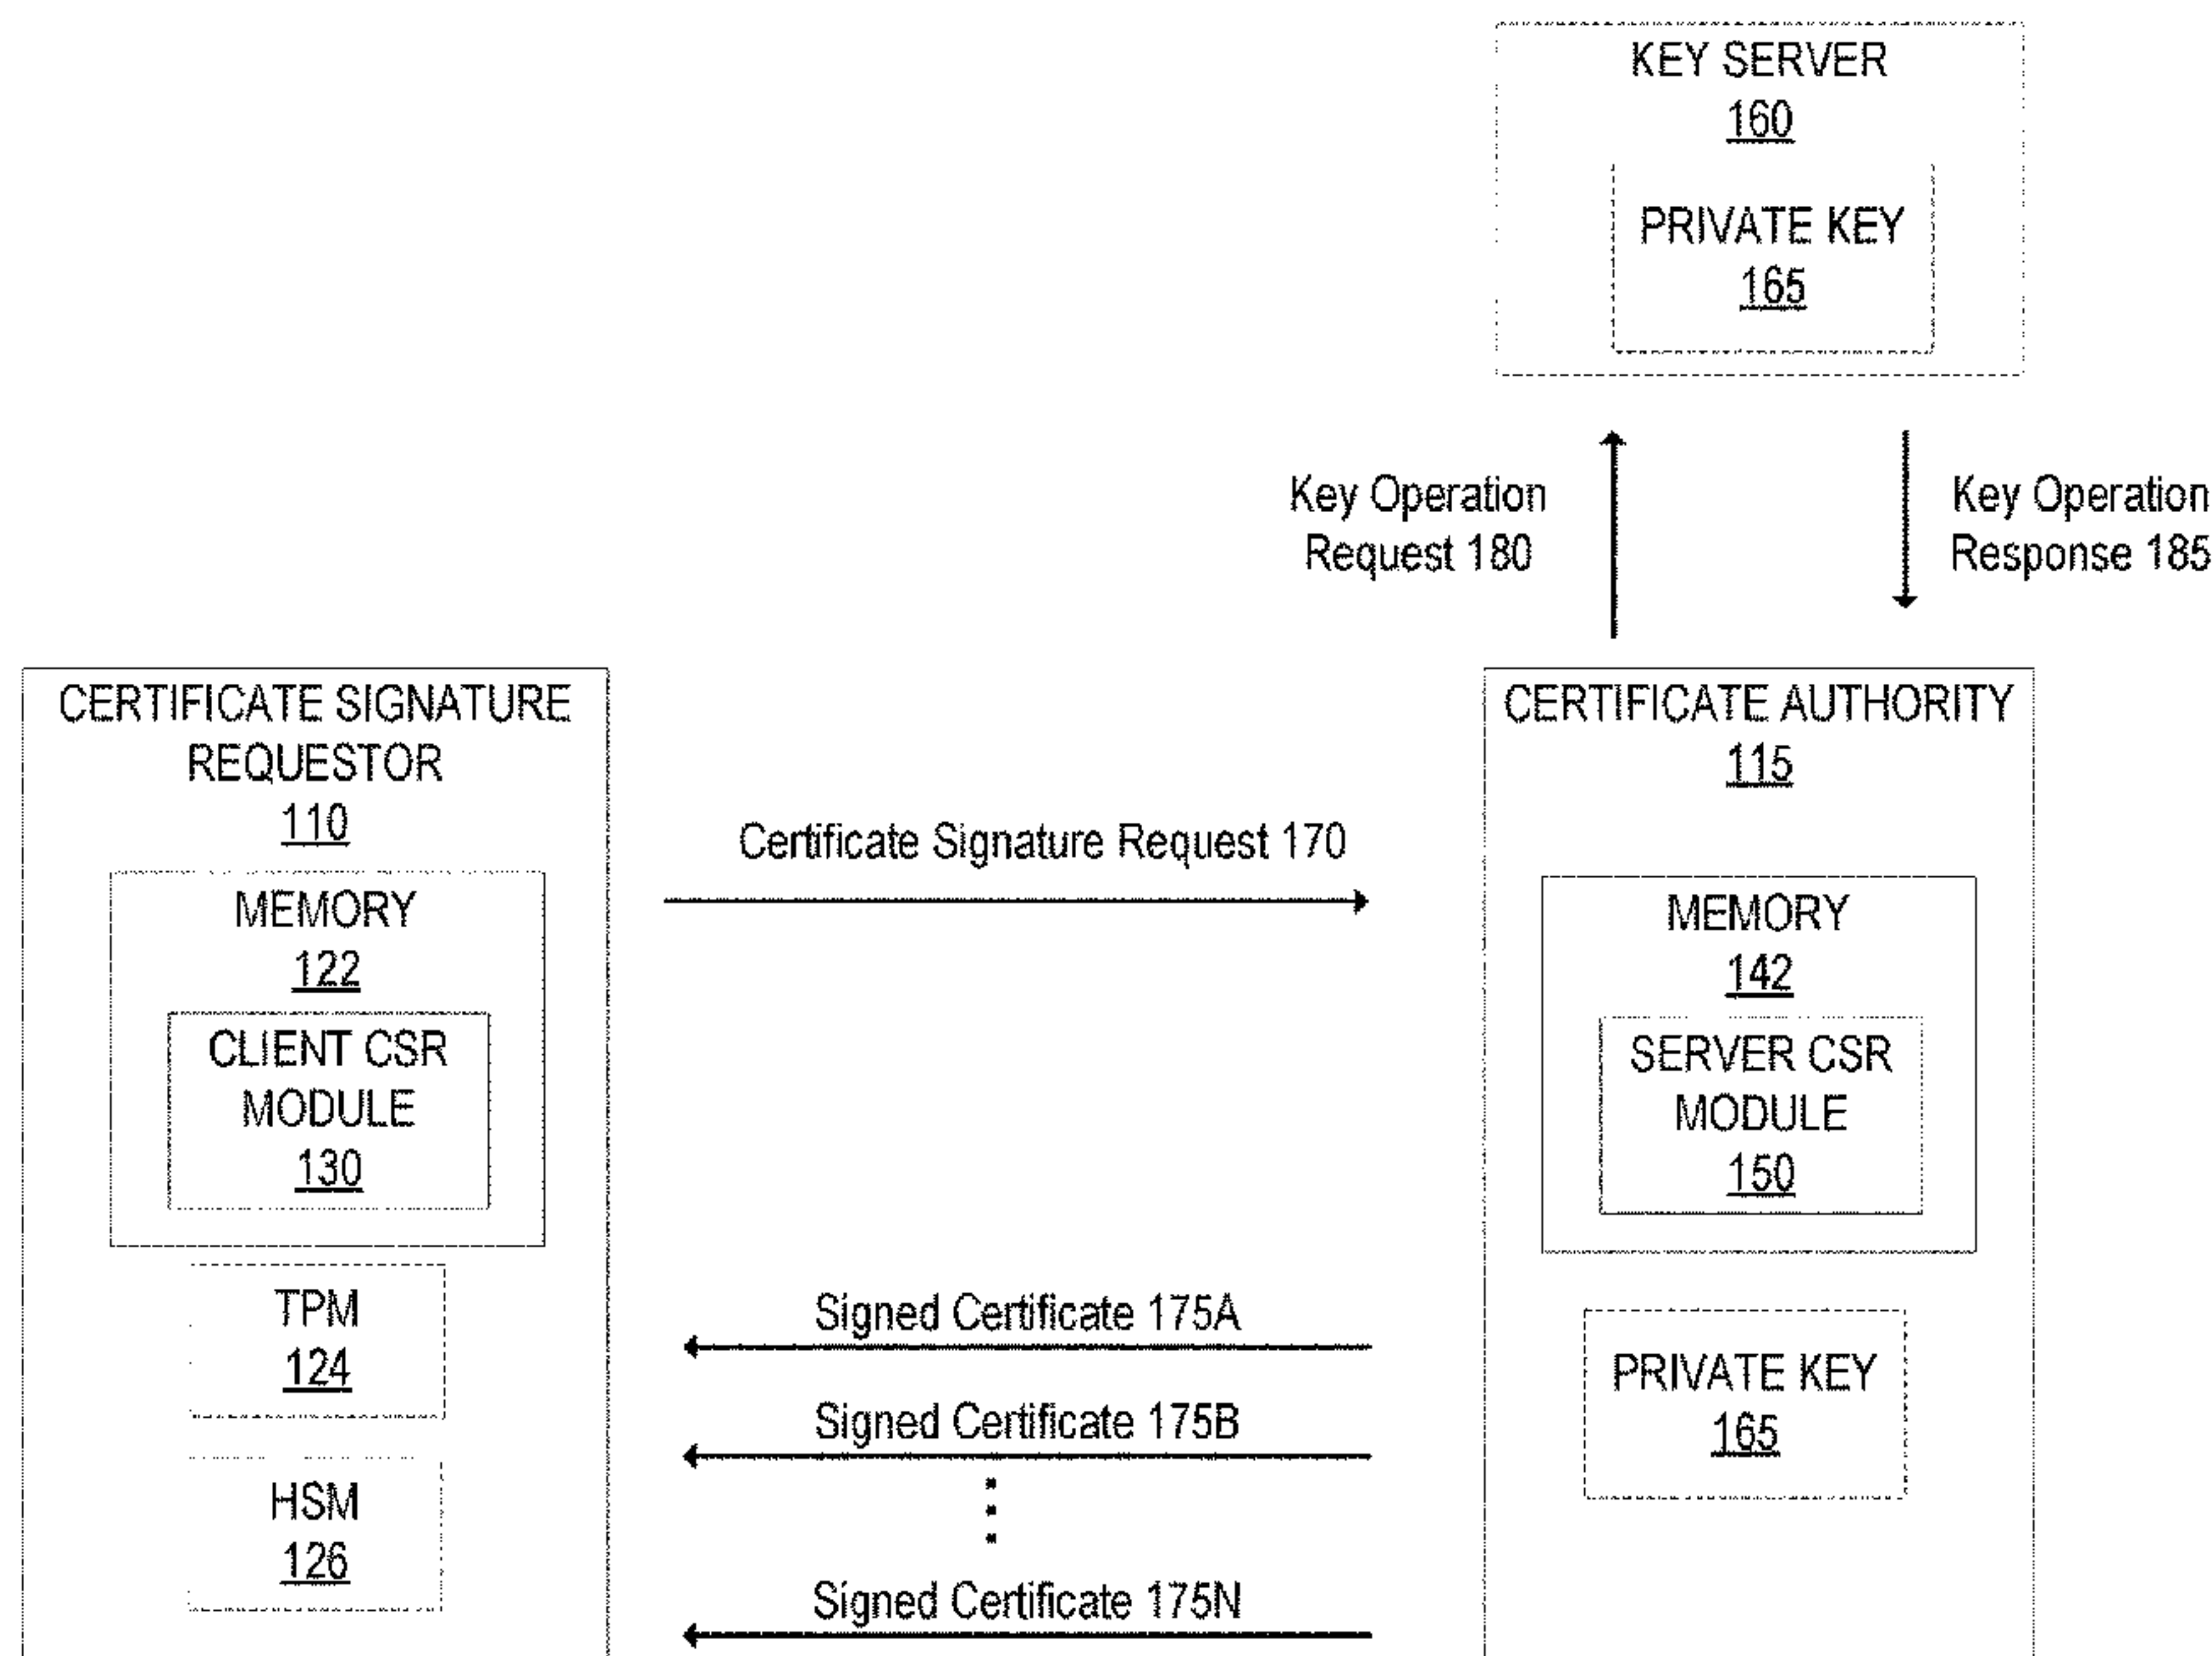 KEY SERVER
160
PRIVATE KEY
165
Key Operation
Request 180
Key Operation
Response 185
CERTIFICATE SIGNATURE
REQUESTOR
110
MEMORY
122
CLIENT CSR
MODULE
130
TPM
124
HSM
126
Certificate Signature Request 170
Signed Certificate 175A
Signed Certificate 175B
Signed Certificate 175N
CERTIFICATE AUTHORITY
115
MEMORY
142
SERVER CSR
MODULE
150
PRIVATE KEY
165